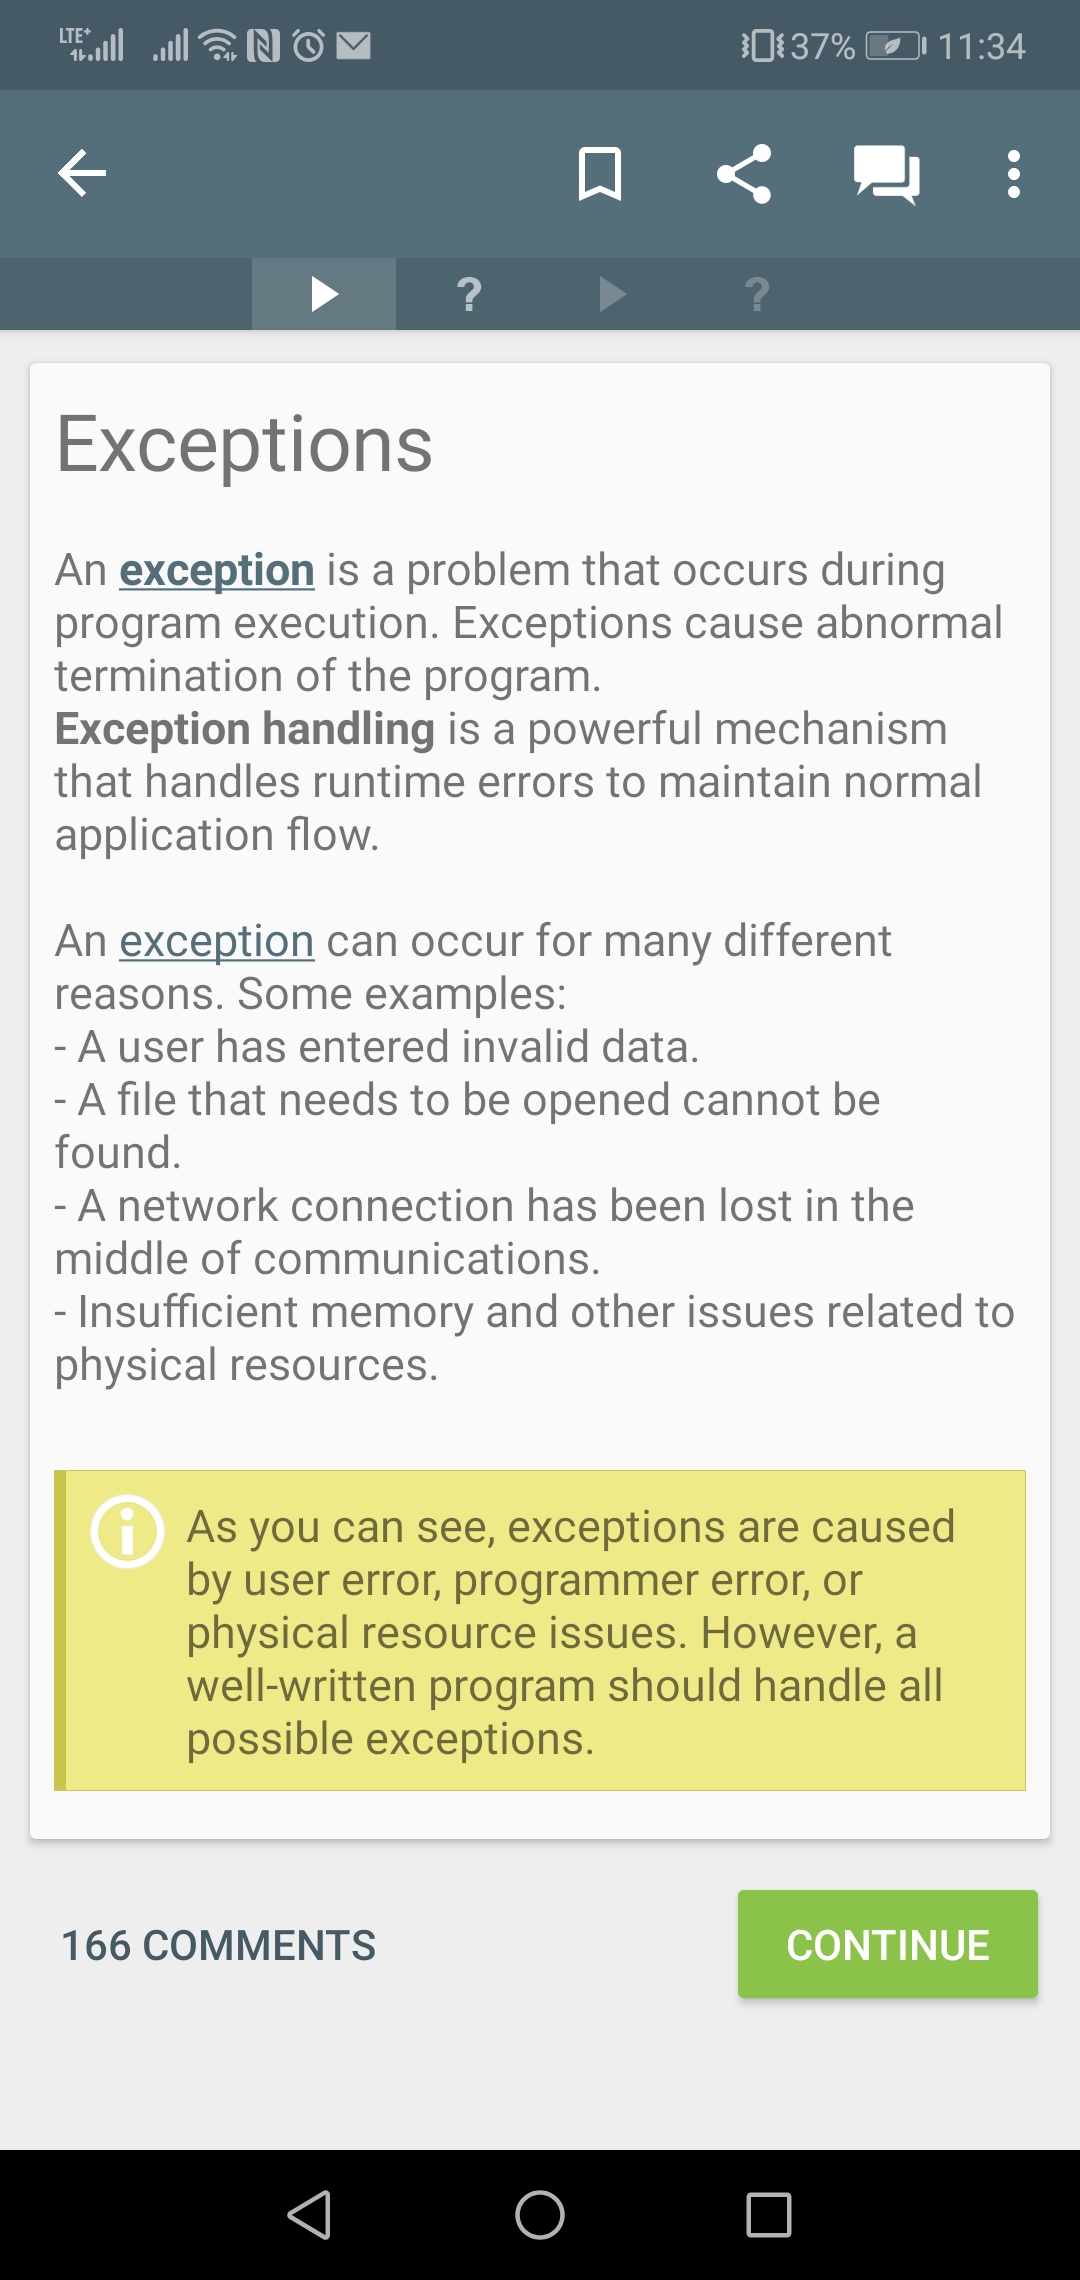 LTE+ 37% 11:34
? ?
Exceptions
An exception is a problem that occurs during
program execution. Exceptions cause abnormal
termination of the program.
Exception handling is a powerful mechanism
that handles runtime errors to maintain normal
application flow.
An exception can occur for many different
reasons. Some examples:
- A user has entered invalid data.
- A file that needs to be opened cannot be
found.
- A network connection has been lost in the
middle of communications.
- Insufficient memory and other issues related to
physical resources.
As you can see, exceptions are caused
by user error, programmer error, or
physical resource issues. However, a
well-written program should handle all
possible exceptions.
166 COMMENTS
CONTINUE